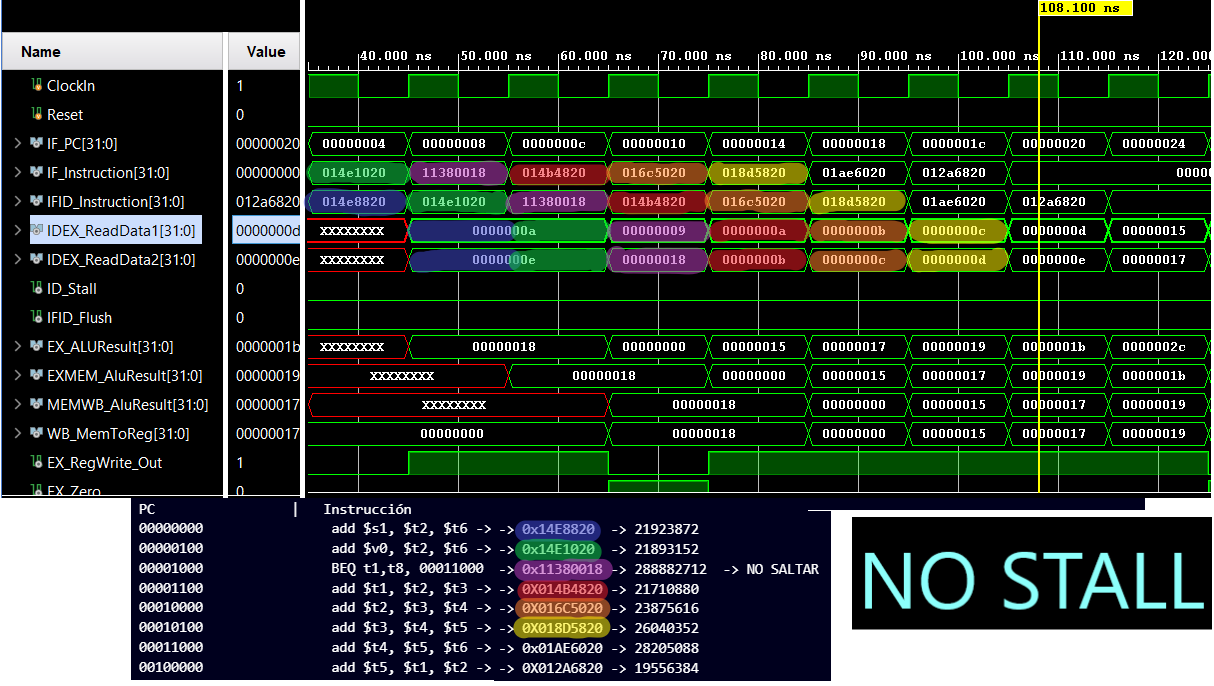 108.100 ns
Name Value 40.000 ns 50.000 ns 60.000 ns 70.000 ns 80.000 ns 90.000 ns 100.000 ns 110.000 ns 120.0
ClockIn 1
Reset 0
IF_PC[31:0] 00000020 00000004 00000008 0000000c 00000010 00000014 00000018 0000001c 00000020 00000024
IF_Instruction[31:0] 00000000 014e1020 11380018 014b4820 016c5020 018d5820 01ae6020 012a6820 0000
IFID_Instruction[31:0] 012a6820 014e8820 014e1020 11380018 014b4820 016c5020 018d5820 01ae6020 012a6820
IDEX_ReadData1[31:0] 0000000d XXXXXXXX 0000000a 00000009 0000000a 0000000b 0000000c 0000000d 00000015
IDEX_ReadData2[31:0] 0000000e XXXXXXXX 0000000e 00000018 0000000b 0000000c 0000000d 0000000e 00000017
ID_Stall 0
IFID_Flush 0
EX_ALUResult[31:0] 0000001b XXXXXXXX 00000018 00000000 00000015 00000017 00000019 0000001b 0000002c
EXMEM_AluResult[31:0] 00000019 XXXXXXXX 00000018 00000000 00000015 00000017 00000019 0000001b
MEMWB_AluResult[31:0] 00000017 XXXXXXXX 00000018 00000000 00000015 00000017 00000019
WB_MemToReg[31:0] 00000017 00000000 00000018 00000000 00000015 00000017 00000019
EX_RegWrite_Out 1
EX_Zero 0
PC | Instrucción
00000000 add $s1, $t2, $t6 -> -> 0x14E8820 -> 21923872
00000100 add $v0, $t2, $t6 -> -> 0x14E1020 -> 21893152
00001000 BEQ t1,t8, 00011000 -> 0x11380018 -> 288882712 -> NO SALTAR
00001100 add $t1, $t2, $t3 -> -> 0X014B4820 -> 21710880
00010000 add $t2, $t3, $t4 -> -> 0X016C5020 -> 23875616
00010100 add $t3, $t4, $t5 -> -> 0X018D5820 -> 26040352
00011000 add $t4, $t5, $t6 -> -> 0x01AE6020 -> 28205088
00100000 add $t5, $t1, $t2 -> -> 0X012A6820 -> 19556384
NO STALL